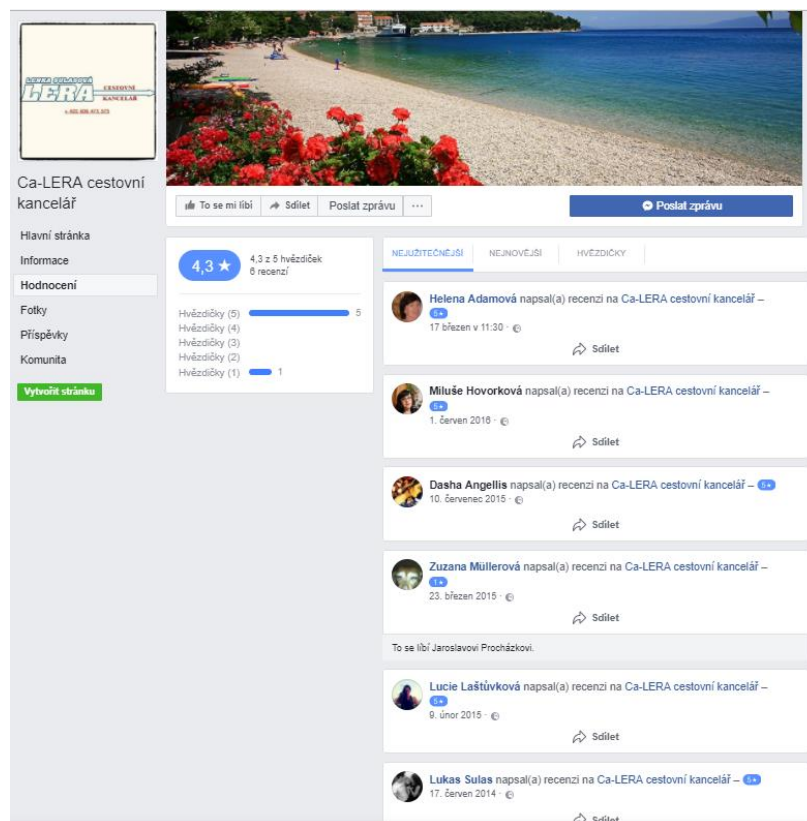 LENKA SULASOVÁ
LERA
CESTOVNÍ
KANCELÁŘ
Ca-LERA cestovní
kancelář
Hlavní stránka
Informace
Hodnocení
Fotky
Příspěvky
Komunita
Vytvořit stránku
To se mi líbí
Sdílet
Poslat zprávu
...
Poslat zprávu
4,3 ★
4,3 z 5 hvězdiček
6 recenzí
Hvězdičky (5) 5
Hvězdičky (4)
Hvězdičky (3)
Hvězdičky (2)
Hvězdičky (1) 1
NEJUŽITEČNĚJŠÍ
NEJNOVĚJŠÍ
HVĚZDIČKY
Helena Adamová napsal(a) recenzi na Ca-LERA cestovní kancelář –
5★
17 březen v 11:30 ·
Sdílet
Miluše Hovorková napsal(a) recenzi na Ca-LERA cestovní kancelář –
5★
1. červen 2016 ·
Sdílet
Dasha Angellis napsal(a) recenzi na Ca-LERA cestovní kancelář – 5★
10. červenec 2015 ·
Sdílet
Zuzana Müllerová napsal(a) recenzi na Ca-LERA cestovní kancelář –
1★
23. březen 2015 ·
Sdílet
To se líbí Jaroslavovi Procházkovi.
Lucie Laštůvková napsal(a) recenzi na Ca-LERA cestovní kancelář –
5★
9. únor 2015 ·
Sdílet
Lukas Sulas napsal(a) recenzi na Ca-LERA cestovní kancelář – 5★
17. červen 2014 ·
Sdílet